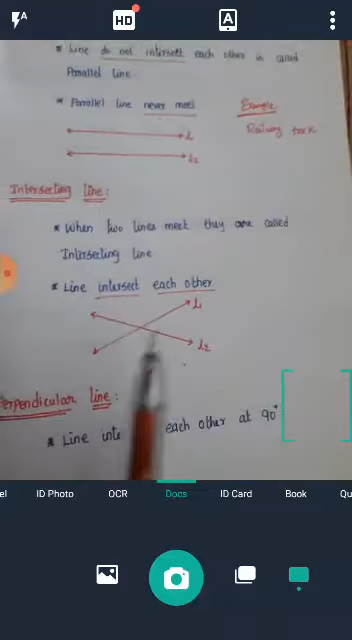 A
HD
A
* Line do not intersect each other is called
Parallel line
* Parallel line never meet
Example
Railway
l1
l2
Intersecting line:
* When two lines meet they are called
Intersecting line
* Line intersect each other
l1
l2
erpendicular line:
* Line inte each other at 90°
el ID Photo OCR Docs ID Card Book Qu